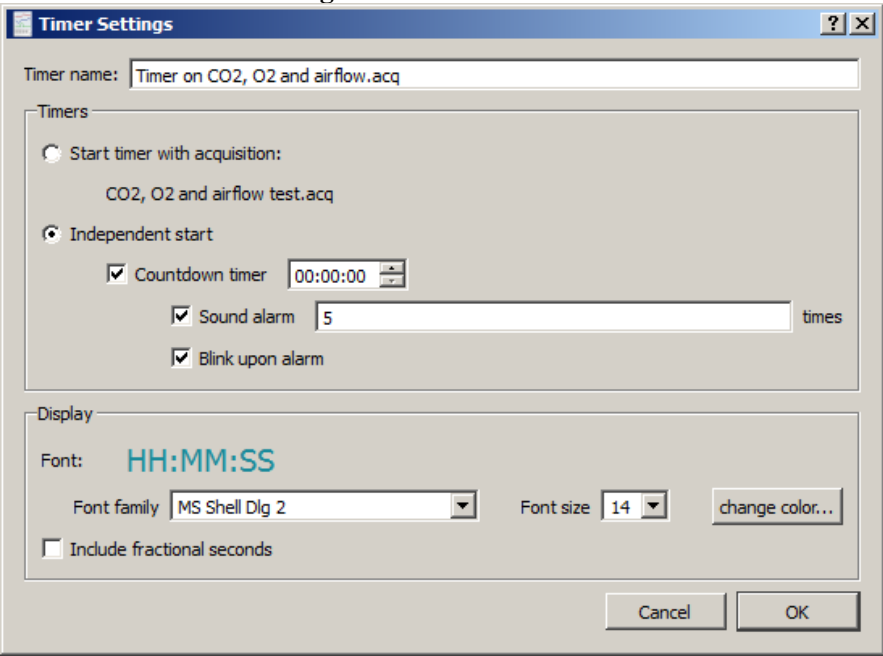 Timer Settings
Timer name: Timer on CO2, O2 and airflow.acq
Timers
Start timer with acquisition:
CO2, O2 and airflow test.acq
Independent start
Countdown timer 00:00:00
Sound alarm 5 times
Blink upon alarm
Display
Font: HH:MM:SS
Font family MS Shell Dlg 2 Font size 14 change color...
Include fractional seconds
Cancel OK